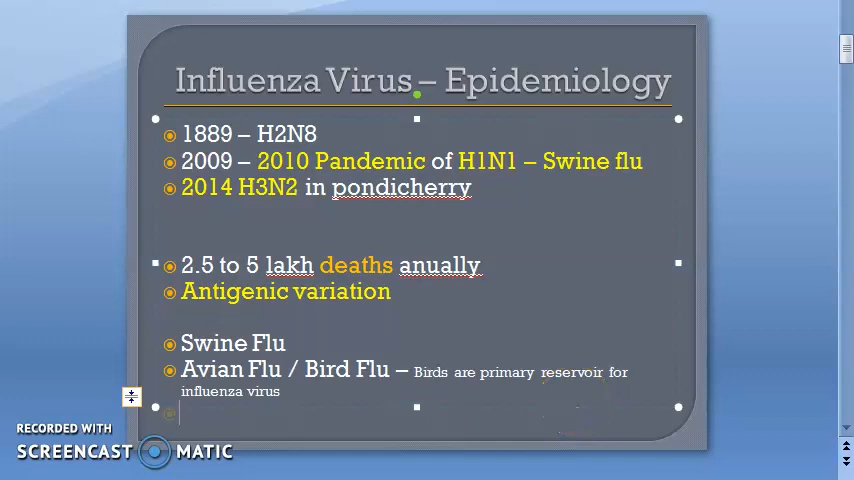 Influenza Virus – Epidemiology
1889 – H2N8
2009 – 2010 Pandemic of H1N1 – Swine flu
2014 H3N2 in pondicherry
2.5 to 5 lakh deaths anually
Antigenic variation
Swine Flu
Avian Flu / Bird Flu – Birds are primary reservoir for
influenza virus
RECORDED WITH
SCREENCAST MATIC